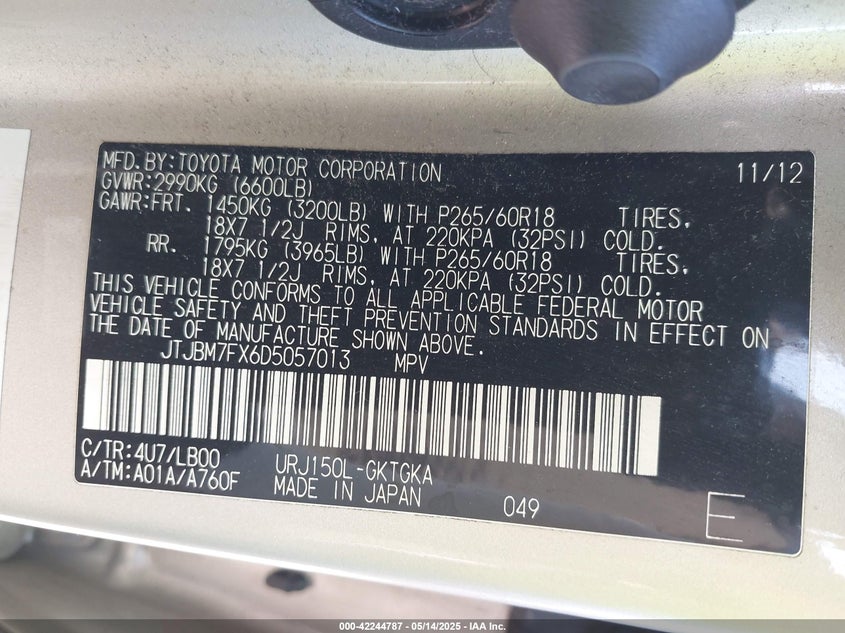 MFD.BY:TOYOTA MOTOR CORPORATION 11/12
GVWR:2990KG (6600LB)
GAWR:FRT. 1450KG (3200LB) WITH P265/60R18 TIRES,
18X7 1/2J RIMS, AT 220KPA (32PSI) COLD.
RR. 1795KG (3965LB) WITH P265/60R18 TIRES,
18X7 1/2J RIMS, AT 220KPA (32PSI) COLD.
THIS VEHICLE CONFORMS TO ALL APPLICABLE FEDERAL MOTOR
VEHICLE SAFETY AND THEFT PREVENTION STANDARDS IN EFFECT ON
THE DATE OF MANUFACTURE SHOWN ABOVE.
JTJBM7FX6D5057013 MPV
C/TR:4U7/LB00 URJ150L-GKTGKA
A/TM:A01A/A760F MADE IN JAPAN 049 E
000-42244787 - 05/14/2025 - IAA Inc.